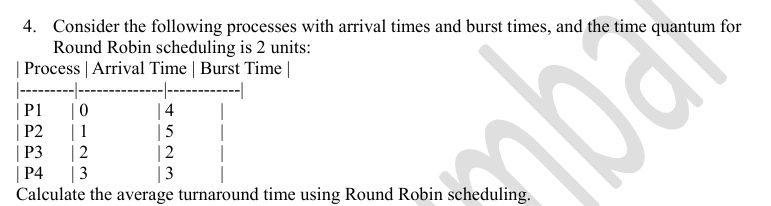 4. Consider the following processes with arrival times and burst times, and the time quantum for
Round Robin scheduling is 2 units:
| Process | Arrival Time | Burst Time |
|---------|--------------|------------|
| P1 | 0 | 4 |
| P2 | 1 | 5 |
| P3 | 2 | 2 |
| P4 | 3 | 3 |
Calculate the average turnaround time using Round Robin scheduling.